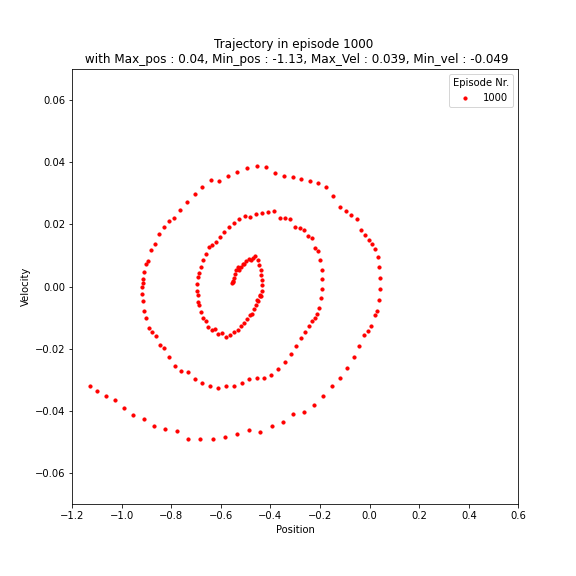 Trajectory in episode 1000
with Max_pos : 0.04, Min_pos : -1.13, Max_Vel : 0.039, Min_vel : -0.049
Episode Nr.
1000
0.06
0.04
0.02
0.00
−0.02
−0.04
−0.06
Velocity
−1.2 −1.0 −0.8 −0.6 −0.4 −0.2 0.0 0.2 0.4 0.6
Position